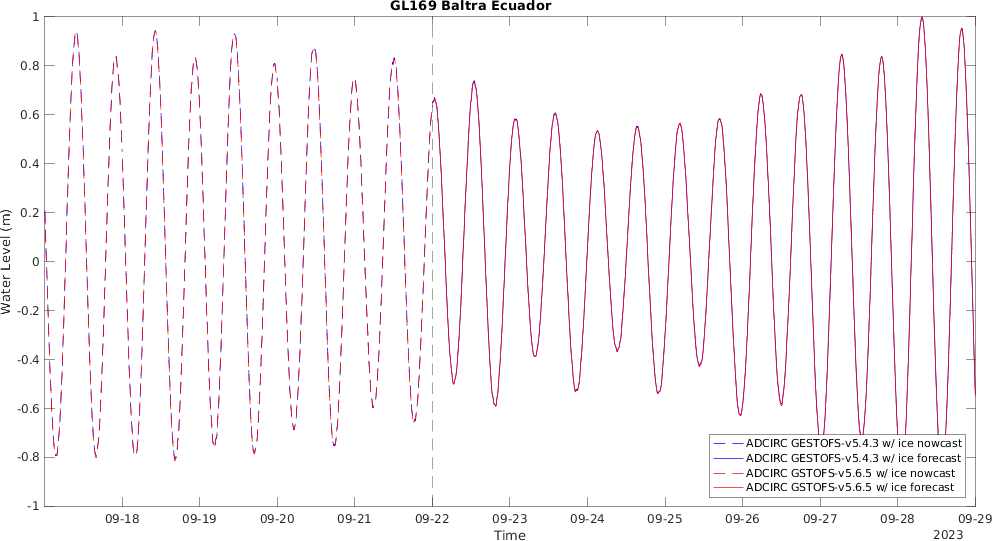 GL169 Baltra Ecuador
1
0.8
0.6
0.4
0.2
0
-0.2
-0.4
-0.6
-0.8
-1
Water Level (m)
ADCIRC GESTOFS-v5.4.3 w/ ice nowcast
ADCIRC GESTOFS-v5.4.3 w/ ice forecast
ADCIRC GSTOFS-v5.6.5 w/ ice nowcast
ADCIRC GSTOFS-v5.6.5 w/ ice forecast
09-18 09-19 09-20 09-21 09-22 09-23 09-24 09-25 09-26 09-27 09-28 09-29
Time
2023